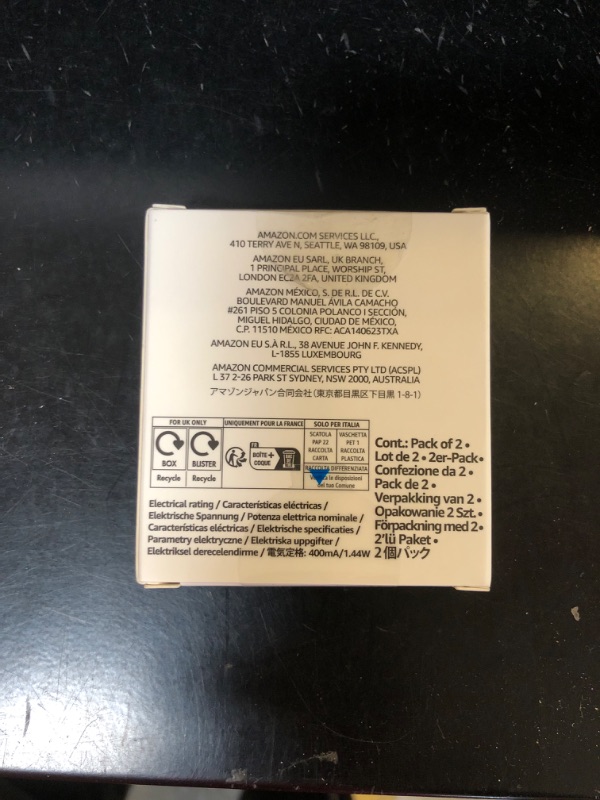 AMAZON.COM SERVICES LLC.,
410 TERRY AVE N, SEATTLE, WA 98109, USA
AMAZON EU SARL, UK BRANCH,
1 PRINCIPAL PLACE, WORSHIP ST,
LONDON EC2A 2FA, UNITED KINGDOM
AMAZON MÉXICO, S. DE R.L. DE C.V.
BOULEVARD MANUEL ÁVILA CAMACHO
#261 PISO 5 COLONIA POLANCO I SECCIÓN,
MIGUEL HIDALGO, CIUDAD DE MÉXICO,
C.P. 11510 MÉXICO RFC: ACA140623TXA
AMAZON EU S.À R.L., 38 AVENUE JOHN F. KENNEDY,
L-1855 LUXEMBOURG
AMAZON COMMERCIAL SERVICES PTY LTD (ACSPL)
L 37 2-26 PARK ST SYDNEY, NSW 2000, AUSTRALIA
アマゾンジャパン合同会社(東京都目黒区下目黒 1-8-1)
FOR UK ONLY
BOX
BLISTER
Recycle
Recycle
UNIQUEMENT POUR LA FRANCE
FR
BOÎTE +
COQUE
SOLO PER ITALIA
SCATOLA
PAP 22
RACCOLTA
CARTA
VASCHETTA
PET 1
RACCOLTA
PLASTICA
RACCOLTA DIFFERENZIATA
le disposizioni
del tuo Comune
Electrical rating / Características eléctricas /
Elektrische Spannung / Potenza elettrica nominale /
Características eléctricas / Elektrische specificaties /
Parametry elektryczne / Elektriska uppgifter /
Elektriksel derecelendirme / 電気定格: 400mA/1.44W
Cont.: Pack of 2 •
Lot de 2 • 2er-Pack•
Confezione da 2 •
Pack de 2 •
Verpakking van 2 •
Opakowanie 2 Szt. •
Förpackning med 2•
2'lü Paket •
2個パック